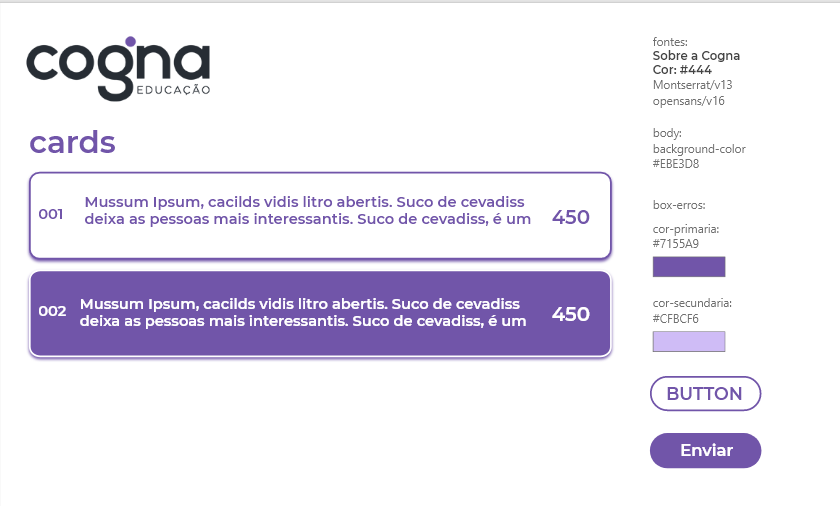 cogna
EDUCAÇÃO
cards
001
Mussum Ipsum, cacilds vidis litro abertis. Suco de cevadiss
deixa as pessoas mais interessantis. Suco de cevadiss, é um
450
002
Mussum Ipsum, cacilds vidis litro abertis. Suco de cevadiss
deixa as pessoas mais interessantis. Suco de cevadiss, é um
450
fontes:
Sobre a Cogna
Cor: #444
Montserrat/v13
opensans/v16
body:
background-color
#EBE3D8
box-erros:
cor-primaria:
#7155A9
cor-secundaria:
#CFBCF6
BUTTON
Enviar